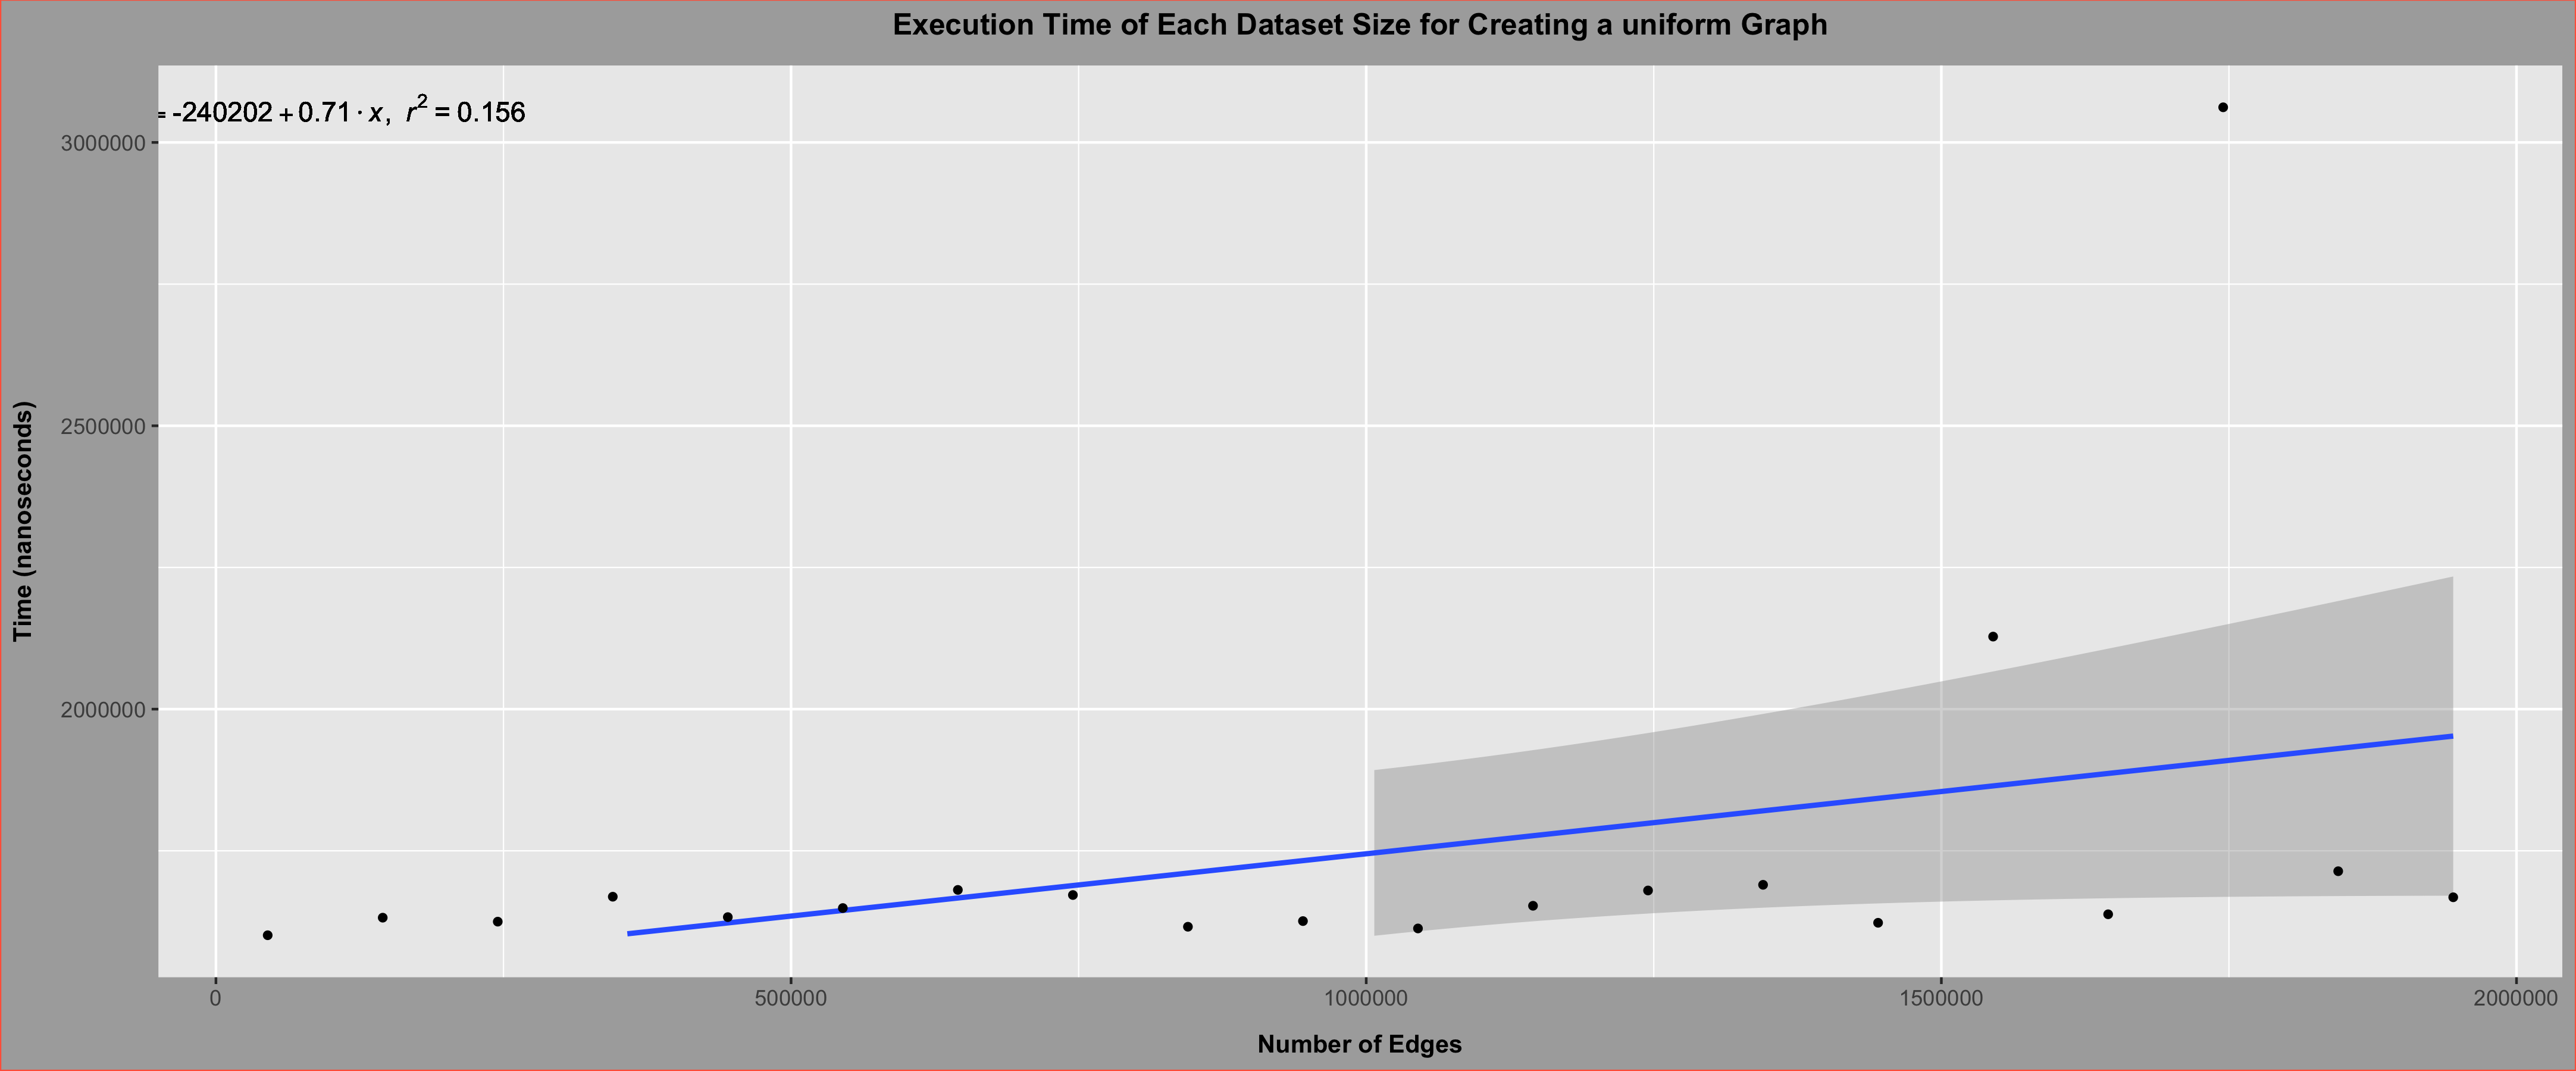 Execution Time of Each Dataset Size for Creating a uniform Graph
= -240202 + 0.71 · x, r² = 0.156
3000000
2500000
2000000
Time (nanoseconds)
0 500000 1000000 1500000 2000000
Number of Edges